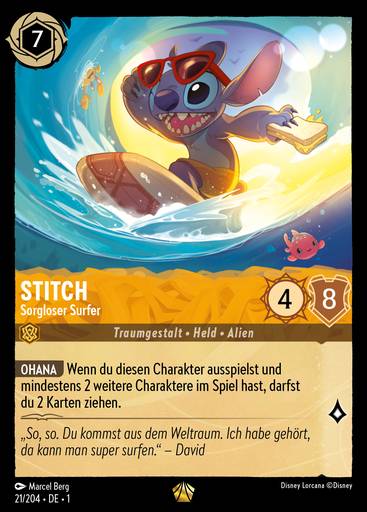 7
STITCH
Sorgloser Surfer
4
8
Traumgestalt • Held • Alien
OHANA Wenn du diesen Charakter ausspielst und
mindestens 2 weitere Charaktere im Spiel hast, darfst
du 2 Karten ziehen.
„So, so. Du kommst aus dem Weltraum. Ich habe gehört,
da kann man super surfen.“ – David
Marcel Berg
21/204 • DE • 1
Disney Lorcana ©Disney